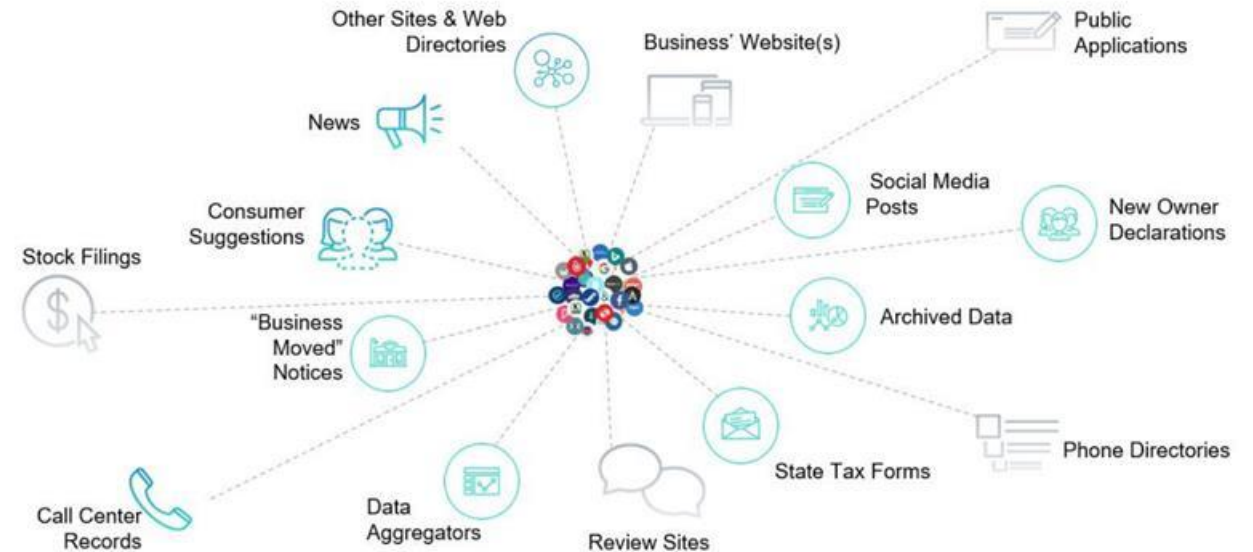 Other Sites & Web
Directories
Business' Website(s)
Public
Applications
News
Social Media
Posts
New Owner
Declarations
Consumer
Suggestions
Stock Filings
"Business
Moved"
Notices
Archived Data
Phone Directories
State Tax Forms
Data
Aggregators
Call Center
Records
Review Sites